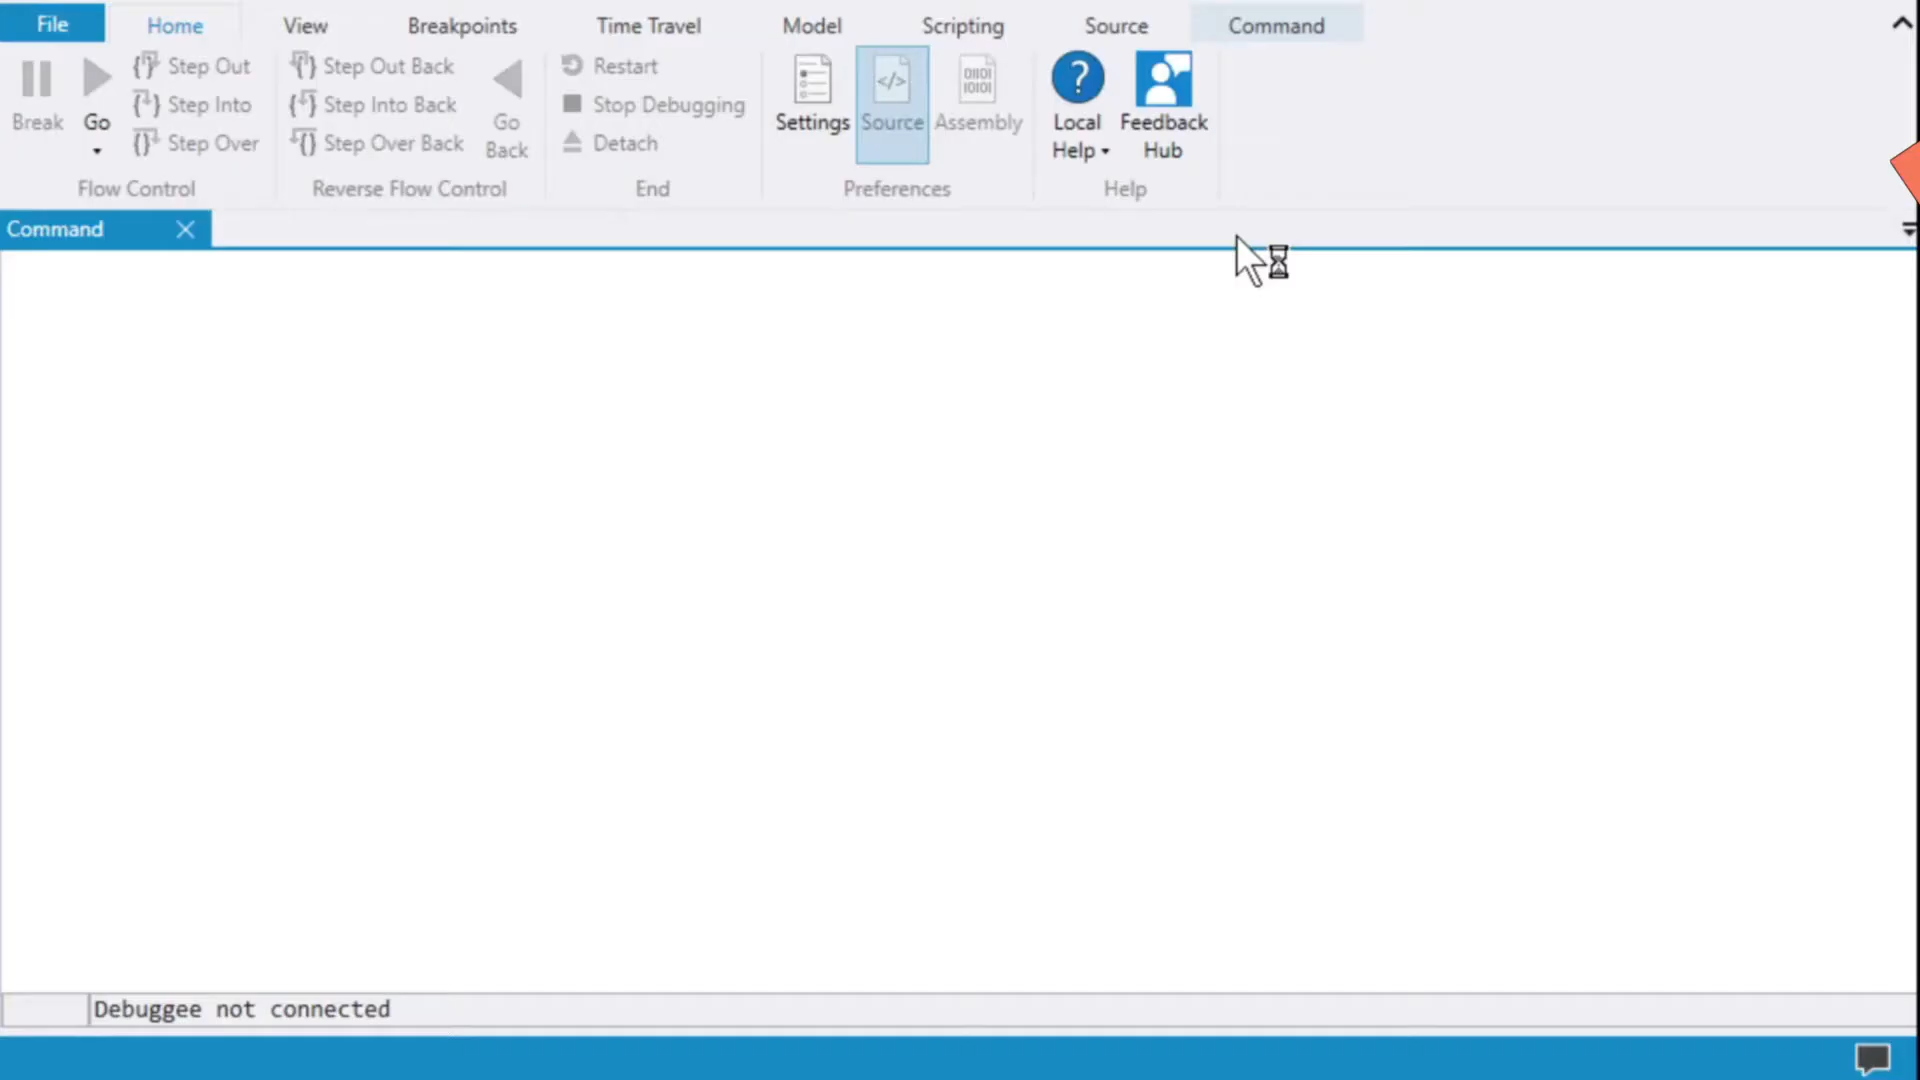 File Home View Breakpoints Time Travel Model Scripting Source Command
Break
Go
Step Out
Step Into
Step Over
Flow Control
Step Out Back
Step Into Back
Step Over Back
Go
Back
Reverse Flow Control
Restart
Stop Debugging
Detach
End
Settings
Source
Assembly
Preferences
Local
Help
Feedback
Hub
Help
Command
Debuggee not connected